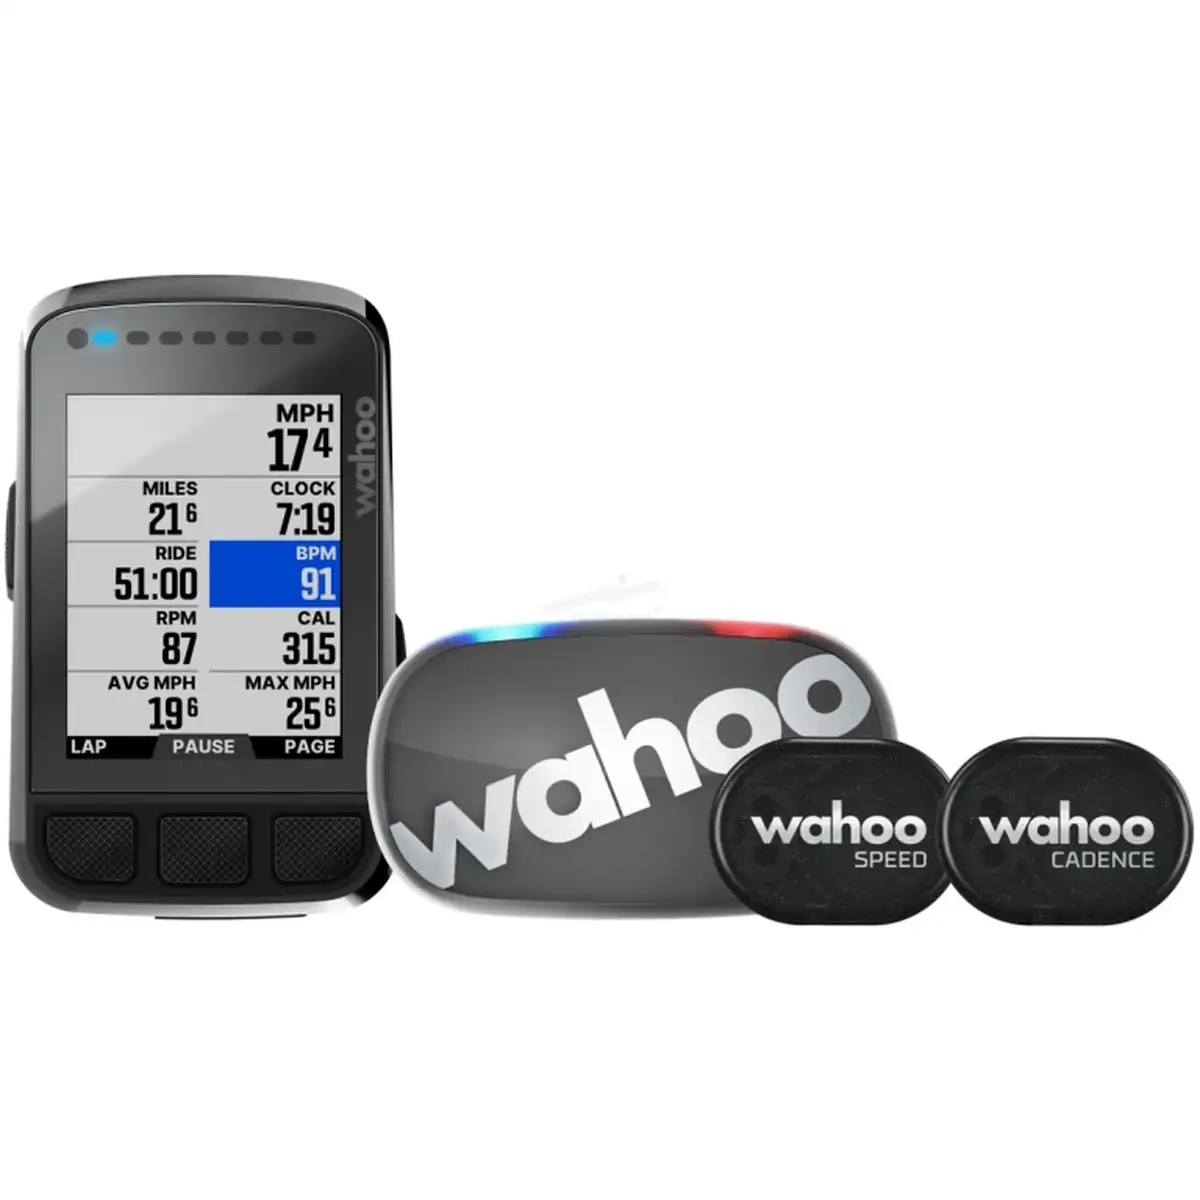 MPH
17⁴
wahoo
MILES CLOCK
21⁶ 7:19
RIDE BPM
51:00 91
RPM CAL
87 315
AVG MPH MAX MPH
19⁶ 25⁶
LAP PAUSE PAGE
wahoo
wahoo
SPEED
wahoo
CADENCE